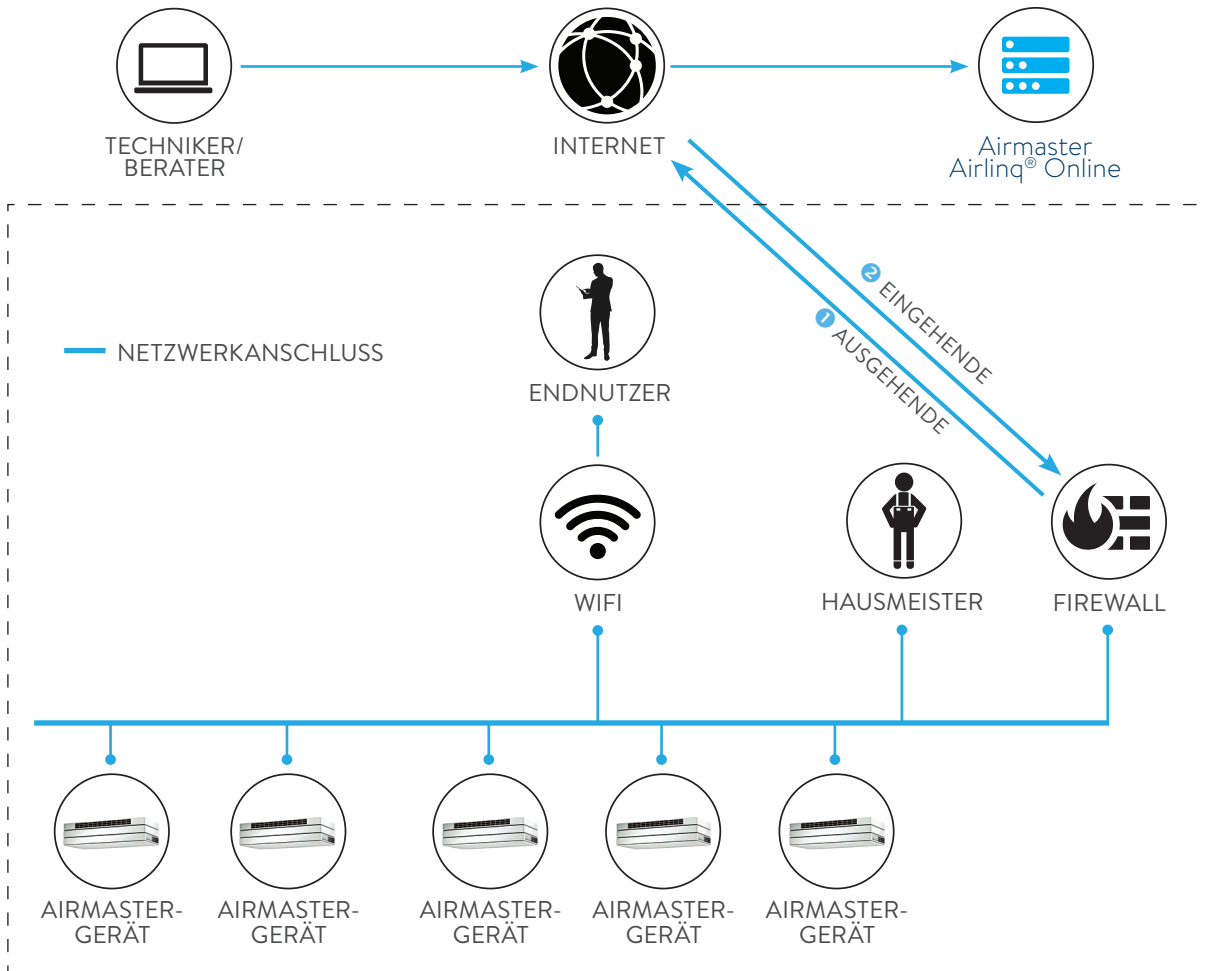 TECHNIKER/
BERATER
INTERNET
Airmaster
Airlinq® Online
2 EINGEHENDE
1 AUSGEHENDE
NETZWERKANSCHLUSS
ENDNUTZER
WIFI
HAUSMEISTER
FIREWALL
AIRMASTER-
GERÄT
AIRMASTER-
GERÄT
AIRMASTER-
GERÄT
AIRMASTER-
GERÄT
AIRMASTER-
GERÄT